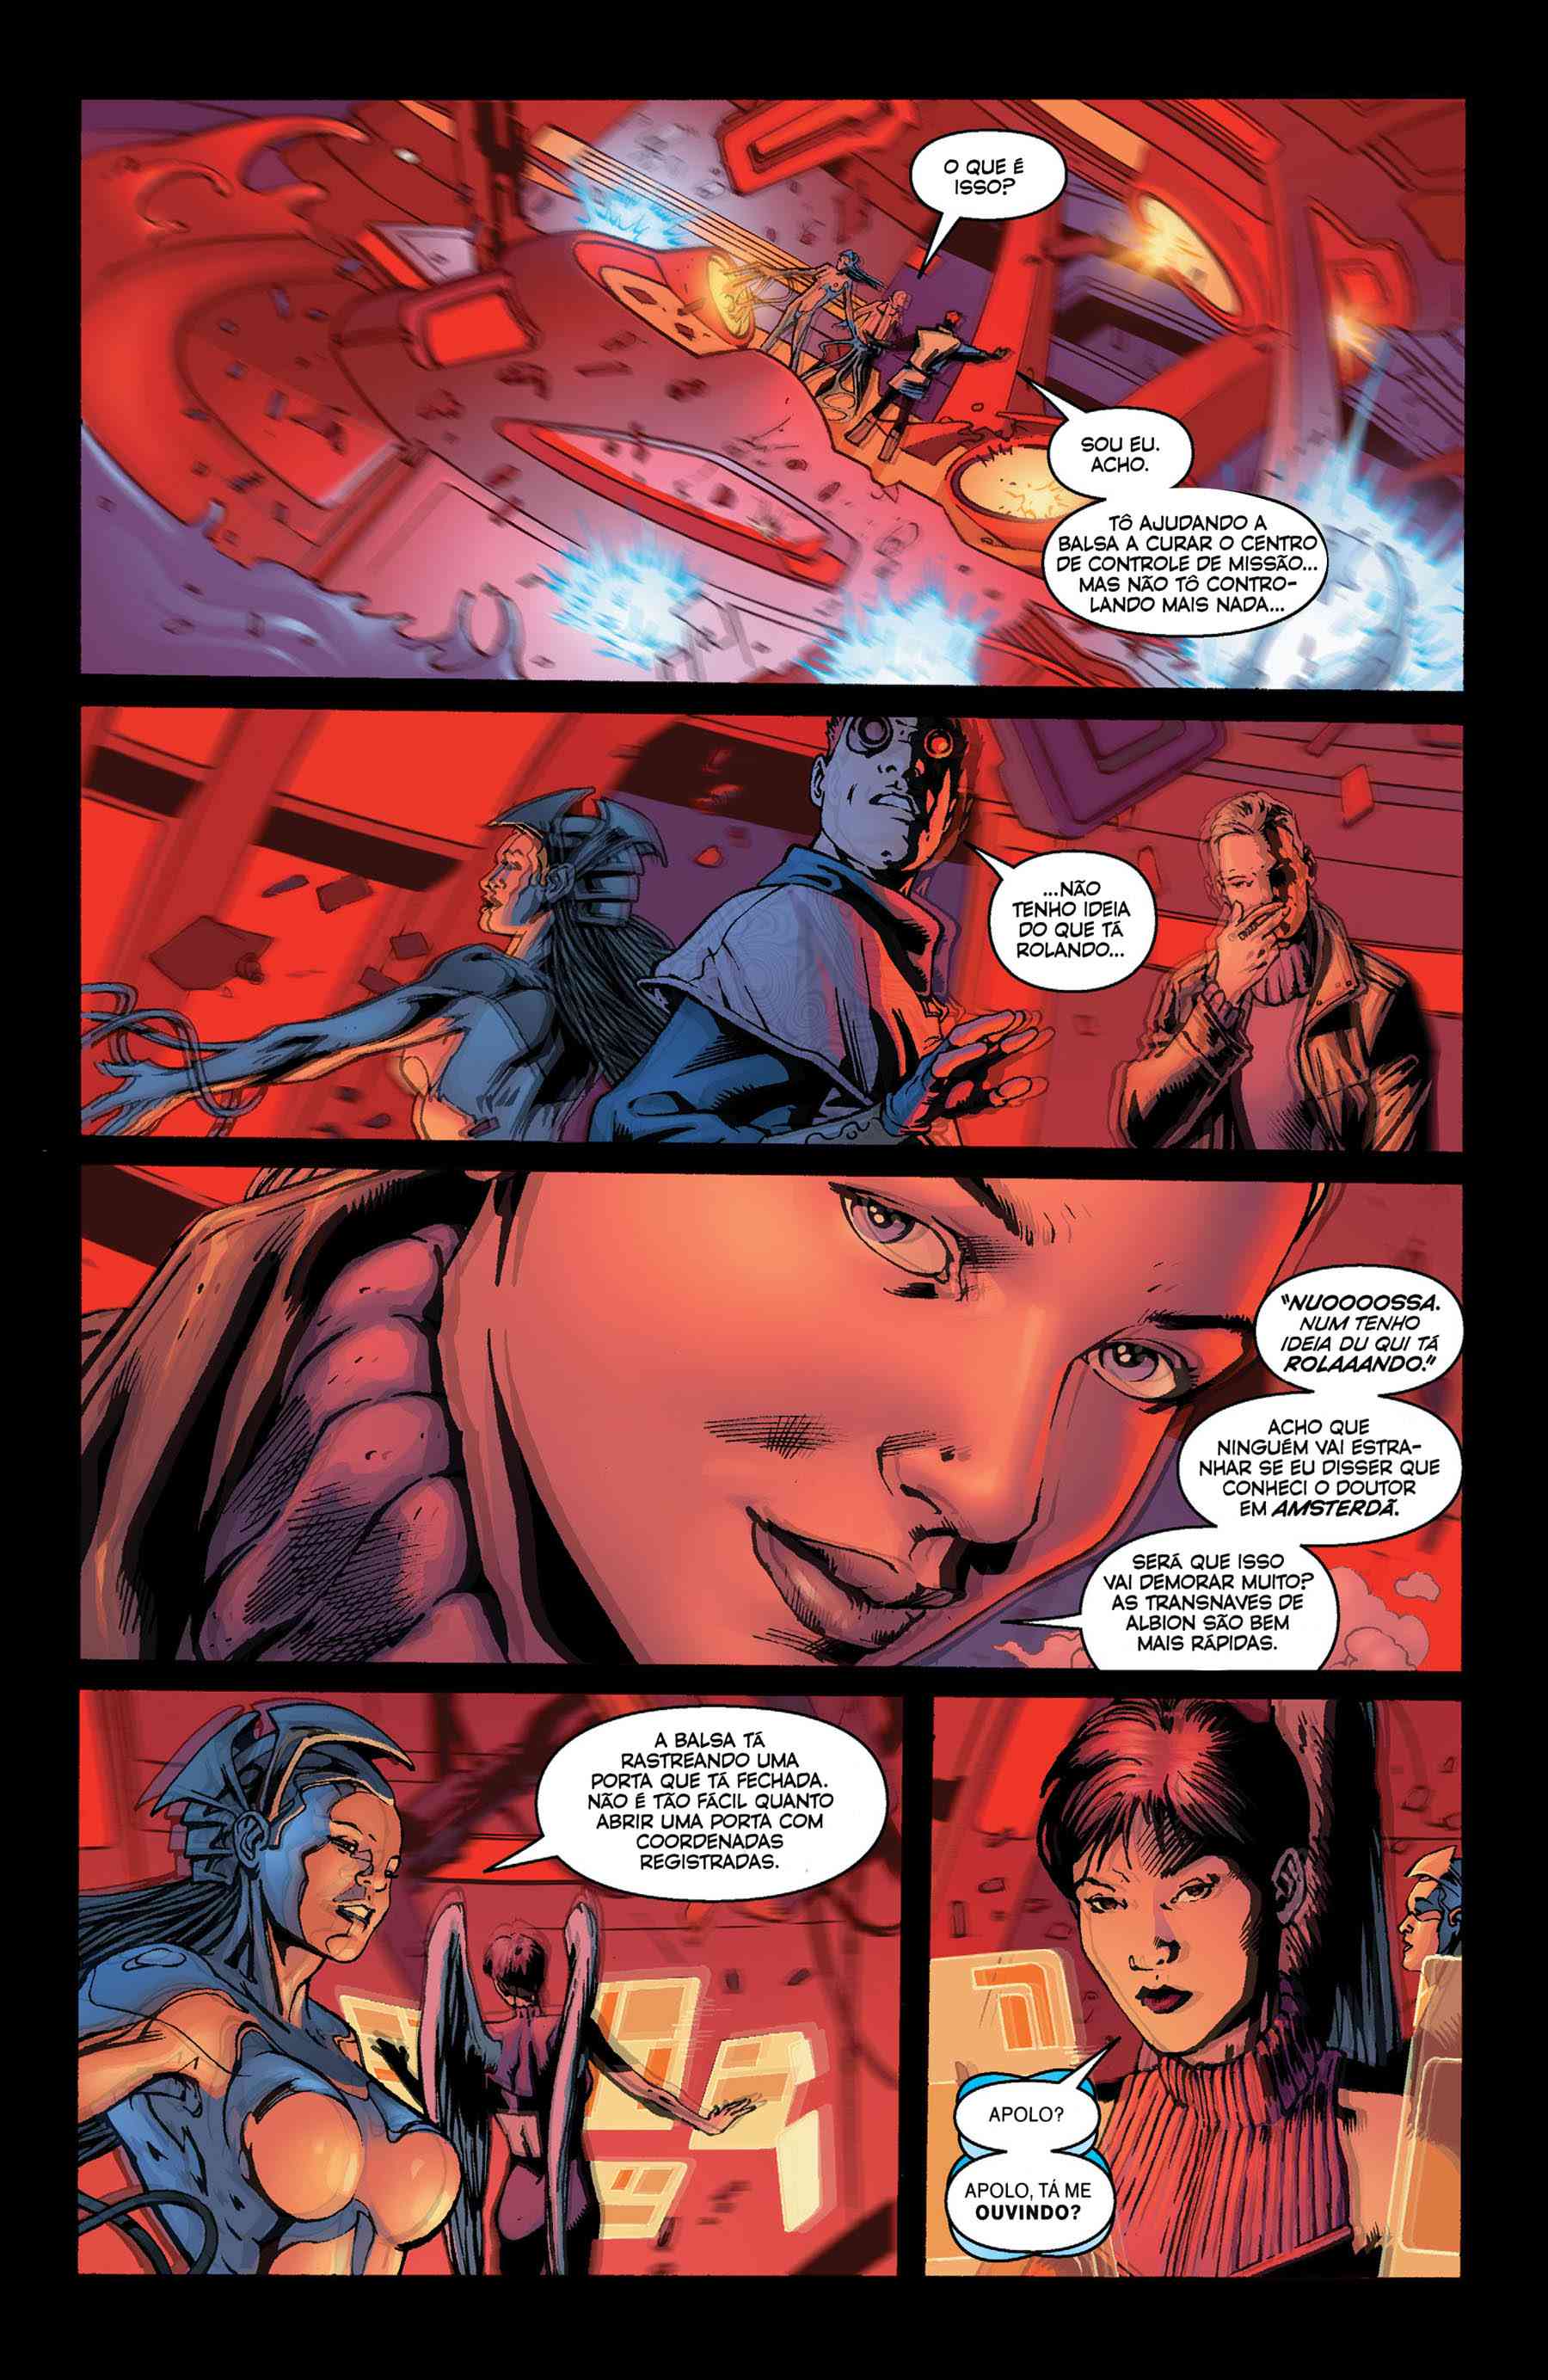 O QUE É
ISSO?
SOU EU.
ACHO.
TÔ AJUDANDO A
BALSA A CURAR O CENTRO
DE CONTROLE DE MISSÃO...
MAS NÃO TÔ CONTRO-
LANDO MAIS NADA...
...NÃO
TENHO IDEIA
DO QUE TÁ
ROLANDO...
"NUOOOOSSA.
NUM TENHO
IDEIA DU QUI TÁ
ROLAAANDO."
ACHO QUE
NINGUÉM VAI ESTRA-
NHAR SE EU DISSER QUE
CONHECI O DOUTOR
EM AMSTERDÃ.
SERÁ QUE ISSO
VAI DEMORAR MUITO?
AS TRANSNAVES DE
ALBION SÃO BEM
MAIS RÁPIDAS.
A BALSA TÁ
RASTREANDO UMA
PORTA QUE TÁ FECHADA.
NÃO É TÃO FÁCIL QUANTO
ABRIR UMA PORTA COM
COORDENADAS
REGISTRADAS.
APOLO?
APOLO, TÁ ME
OUVINDO?